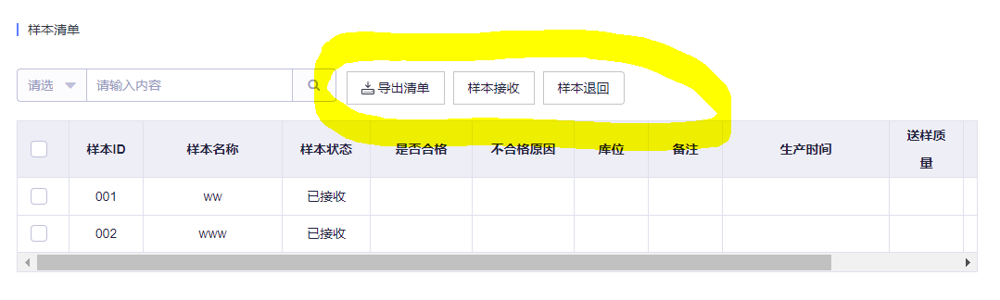 样本清单
请选 请输入内容 导出清单 样本接收 样本退回
样本ID 样本名称 样本状态 是否合格 不合格原因 库位 备注 生产时间 送样质
量
001 ww 已接收
002 www 已接收